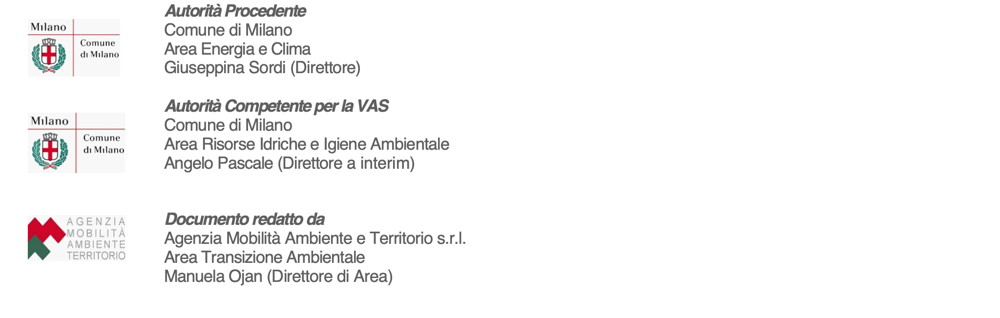 Milano
Comune
di Milano
Autorità Procedente
Comune di Milano
Area Energia e Clima
Giuseppina Sordi (Direttore)
Milano
Comune
di Milano
Autorità Competente per la VAS
Comune di Milano
Area Risorse Idriche e Igiene Ambientale
Angelo Pascale (Direttore a interim)
AGENZIA
MOBILITÀ
AMBIENTE
TERRITORIO
Documento redatto da
Agenzia Mobilità Ambiente e Territorio s.r.l.
Area Transizione Ambientale
Manuela Ojan (Direttore di Area)